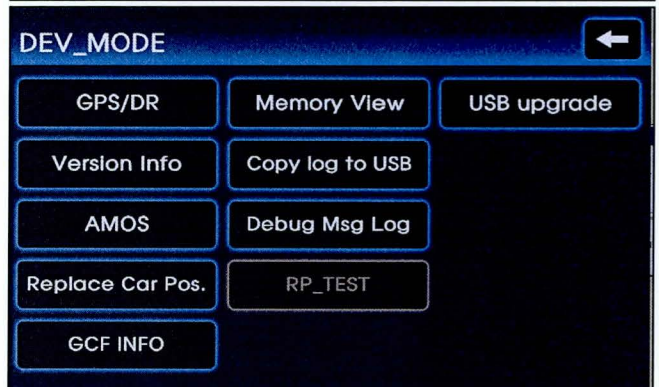 DEV_MODE
GPS/DR
Memory View
USB upgrade
Version Info
Copy log to USB
AMOS
Debug Msg Log
Replace Car Pos.
RP_TEST
GCF INFO